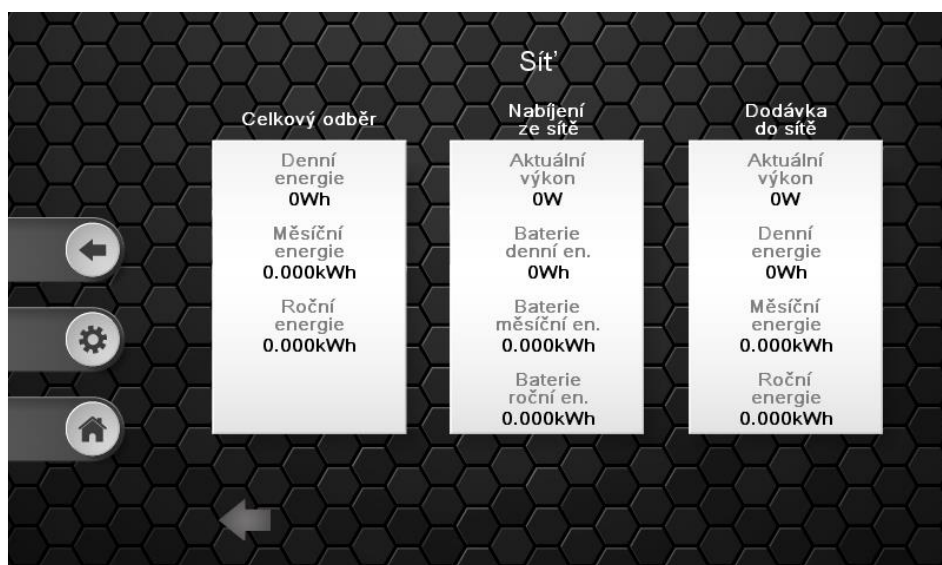 Síť
Celkový odběr
Denní
energie
0Wh
Měsíční
energie
0.000kWh
Roční
energie
0.000kWh
Nabíjení
ze sítě
Aktuální
výkon
0W
Baterie
denní en.
0Wh
Baterie
měsíční en.
0.000kWh
Baterie
roční en.
0.000kWh
Dodávka
do sítě
Aktuální
výkon
0W
Denní
energie
0Wh
Měsíční
energie
0.000kWh
Roční
energie
0.000kWh